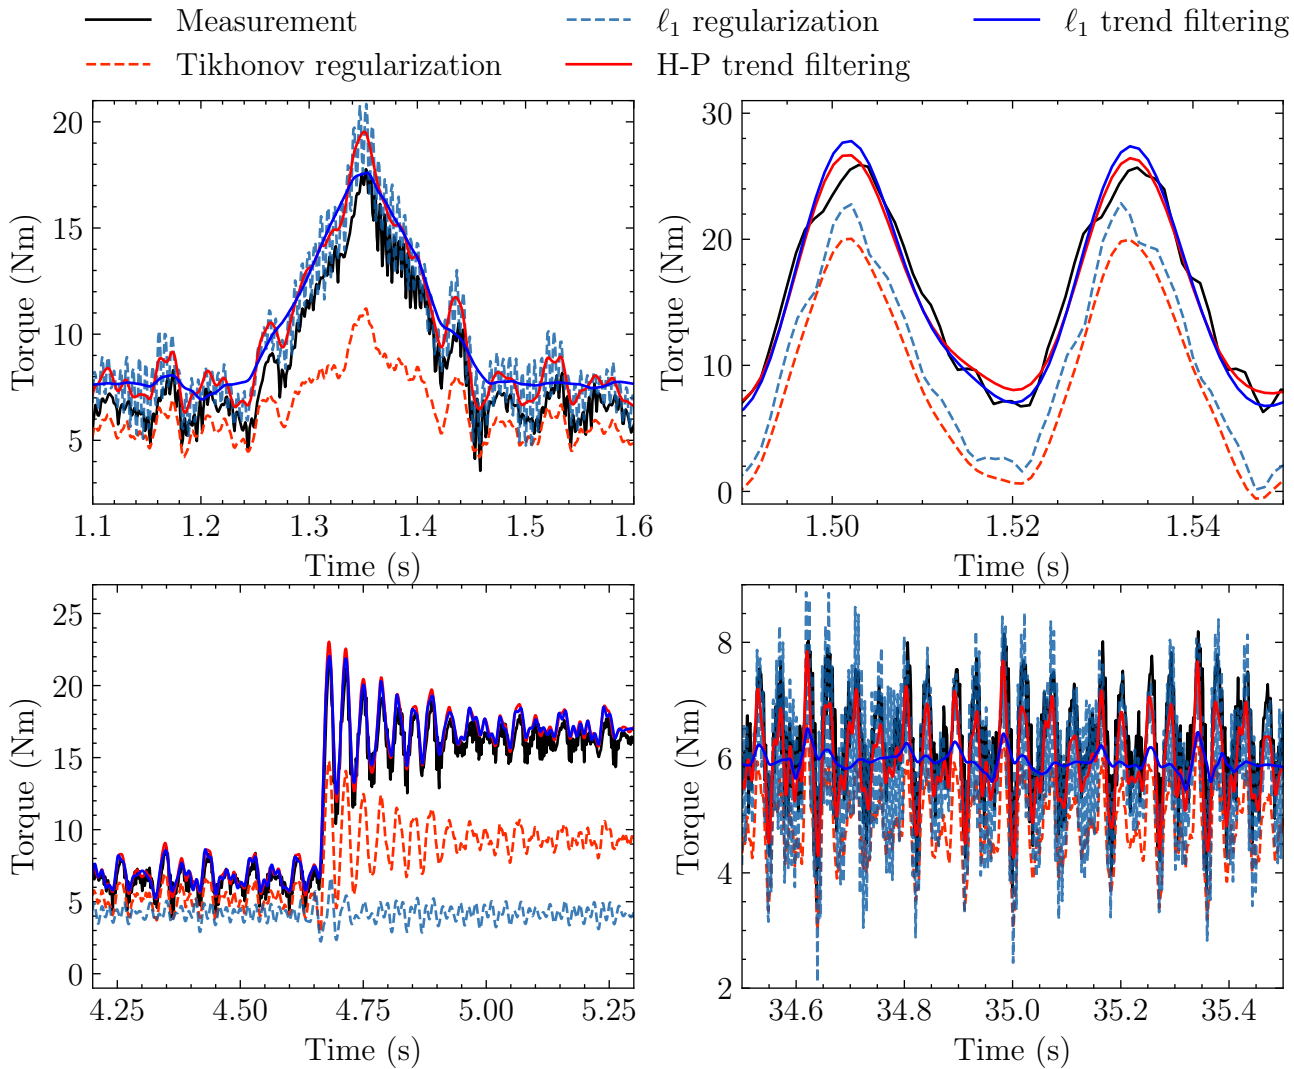 Measurement
ℓ1 regularization
ℓ1 trend filtering
Tikhonov regularization
H-P trend filtering
20
15
10
5
Torque (Nm)
1.1 1.2 1.3 1.4 1.5 1.6
Time (s)
30
20
10
0
Torque (Nm)
1.50 1.52 1.54
Time (s)
25
20
15
10
5
0
Torque (Nm)
4.25 4.50 4.75 5.00 5.25
Time (s)
8
6
4
2
Torque (Nm)
34.6 34.8 35.0 35.2 35.4
Time (s)